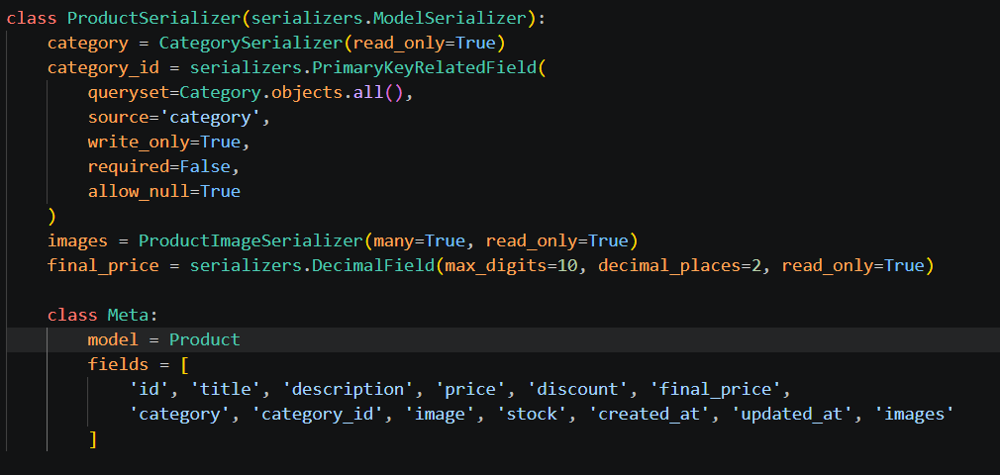 class ProductSerializer(serializers.ModelSerializer):
    category = CategorySerializer(read_only=True)
    category_id = serializers.PrimaryKeyRelatedField(
        queryset=Category.objects.all(),
        source='category',
        write_only=True,
        required=False,
        allow_null=True
    )
    images = ProductImageSerializer(many=True, read_only=True)
    final_price = serializers.DecimalField(max_digits=10, decimal_places=2, read_only=True)

    class Meta:
        model = Product
        fields = [
            'id', 'title', 'description', 'price', 'discount', 'final_price',
            'category', 'category_id', 'image', 'stock', 'created_at', 'updated_at', 'images'
        ]